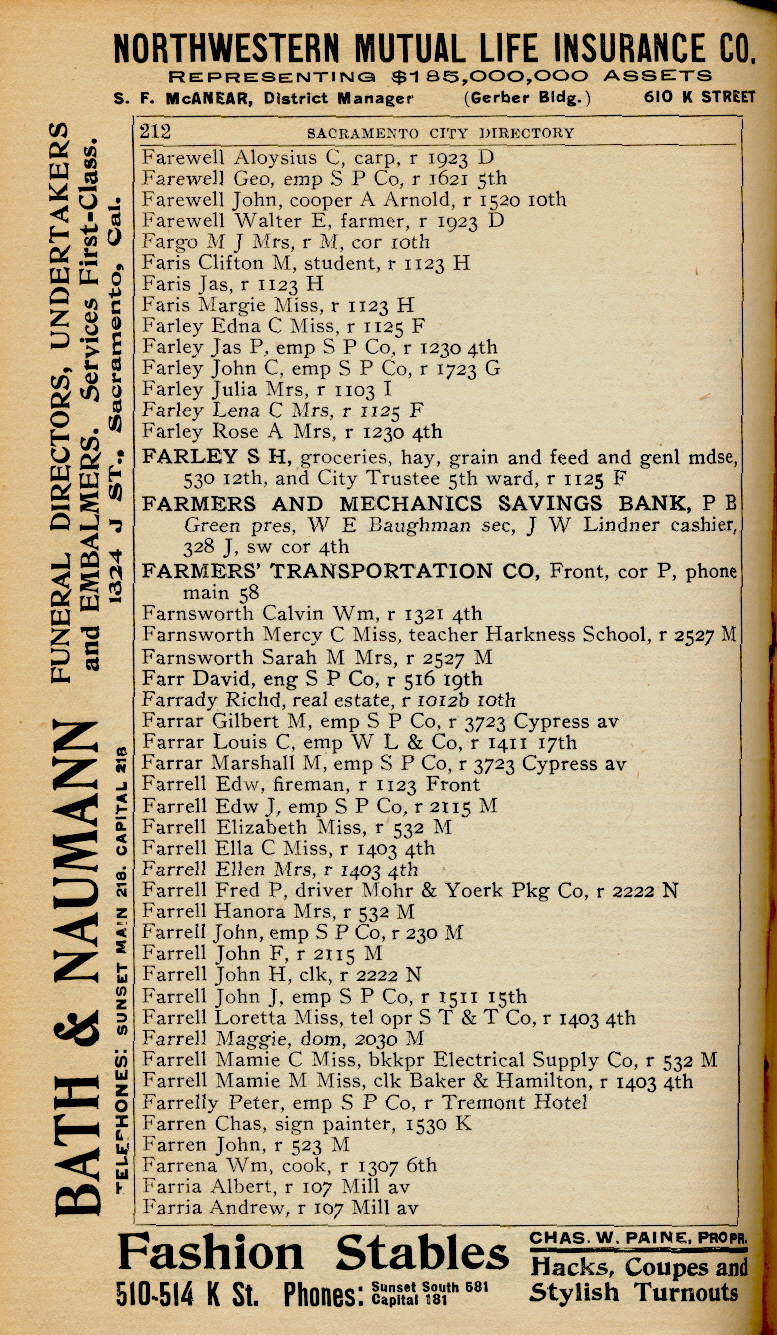 NORTHWESTERN MUTUAL LIFE INSURANCE CO.
REPRESENTING $185,000,000 ASSETS
S. F. McANEAR, District Manager (Gerber Bldg.) 610 K STREET
212 SACRAMENTO CITY DIRECTORY
Farewell Aloysius C, carp, r 1923 D
Farewell Geo, emp S P Co, r 1621 5th
Farewell John, cooper A Arnold, r 1520 10th
Farewell Walter E, farmer, r 1923 D
Fargo M J Mrs, r M, cor 10th
Faris Clifton M, student, r 1123 H
Faris Jas, r 1123 H
Faris Margie Miss, r 1123 H
Farley Edna C Miss, r 1125 F
Farley Jas P, emp S P Co, r 1230 4th
Farley John C, emp S P Co, r 1723 G
Farley Julia Mrs, r 1103 I
Farley Lena C Mrs, r 1125 F
Farley Rose A Mrs, r 1230 4th
FARLEY S H, groceries, hay, grain and feed and genl mdse,
530 12th, and City Trustee 5th ward, r 1125 F
FARMERS AND MECHANICS SAVINGS BANK, P B
Green pres, W E Baughman sec, J W Lindner cashier,
328 J, sw cor 4th
FARMERS' TRANSPORTATION CO, Front, cor P, phone
main 58
Farnsworth Calvin Wm, r 1321 4th
Farnsworth Mercy C Miss, teacher Harkness School, r 2527 M
Farnsworth Sarah M Mrs, r 2527 M
Farr David, eng S P Co, r 516 19th
Farrady Richd, real estate, r 1012b 10th
Farrar Gilbert M, emp S P Co, r 3723 Cypress av
Farrar Louis C, emp W L & Co, r 1411 17th
Farrar Marshall M, emp S P Co, r 3723 Cypress av
Farrell Edw, fireman, r 1123 Front
Farrell Edw J, emp S P Co, r 2115 M
Farrell Elizabeth Miss, r 532 M
Farrell Ella C Miss, r 1403 4th
Farrell Ellen Mrs, r 1403 4th
Farrell Fred P, driver Mohr & Yoerk Pkg Co, r 2222 N
Farrell Hanora Mrs, r 532 M
Farrell John, emp S P Co, r 230 M
Farrell John F, r 2115 M
Farrell John H, clk, r 2222 N
Farrell John J, emp S P Co, r 1511 15th
Farrell Loretta Miss, tel opr S T & T Co, r 1403 4th
Farrell Maggie, dom, 2030 M
Farrell Mamie C Miss, bkkpr Electrical Supply Co, r 532 M
Farrell Mamie M Miss, clk Baker & Hamilton, r 1403 4th
Farrelly Peter, emp S P Co, r Tremont Hotel
Farren Chas, sign painter, 1530 K
Farren John, r 523 M
Farrena Wm, cook, r 1307 6th
Farria Albert, r 107 Mill av
Farria Andrew, r 107 Mill av
BATH & NAUMANN
FUNERAL DIRECTORS, UNDERTAKERS
and EMBALMERS. Services First-Class.
TELEPHONES: SUNSET MAIN 218. CAPITAL 218
1324 J ST., Sacramento, Cal.
Fashion Stables
510-514 K St. Phones: Sunset South 681
Capital 181
CHAS. W. PAINE, PROPR.
Hacks, Coupes and
Stylish Turnouts